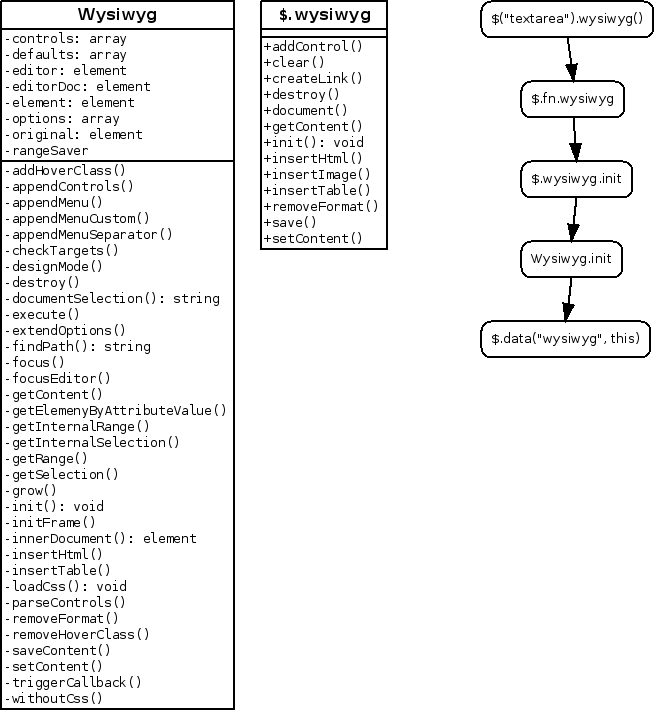 Wysiwyg
-controls: array
-defaults: array
-editor: element
-editorDoc: element
-element: element
-options: array
-original: element
-rangeSaver
-addHoverClass()
-appendControls()
-appendMenu()
-appendMenuCustom()
-appendMenuSeparator()
-checkTargets()
-designMode()
-destroy()
-documentSelection(): string
-execute()
-extendOptions()
-findPath(): string
-focus()
-focusEditor()
-getContent()
-getElemenyByAttributeValue()
-getInternalRange()
-getInternalSelection()
-getRange()
-getSelection()
-grow()
-init(): void
-initFrame()
-innerDocument(): element
-insertHtml()
-insertTable()
-loadCss(): void
-parseControls()
-removeFormat()
-removeHoverClass()
-saveContent()
-setContent()
-triggerCallback()
-withoutCss()
$.wysiwyg
+addControl()
+clear()
+createLink()
+destroy()
+document()
+getContent()
+init(): void
+insertHtml()
+insertImage()
+insertTable()
+removeFormat()
+save()
+setContent()
$("textarea").wysiwyg()
$.fn.wysiwyg
$.wysiwyg.init
Wysiwyg.init
$.data("wysiwyg", this)